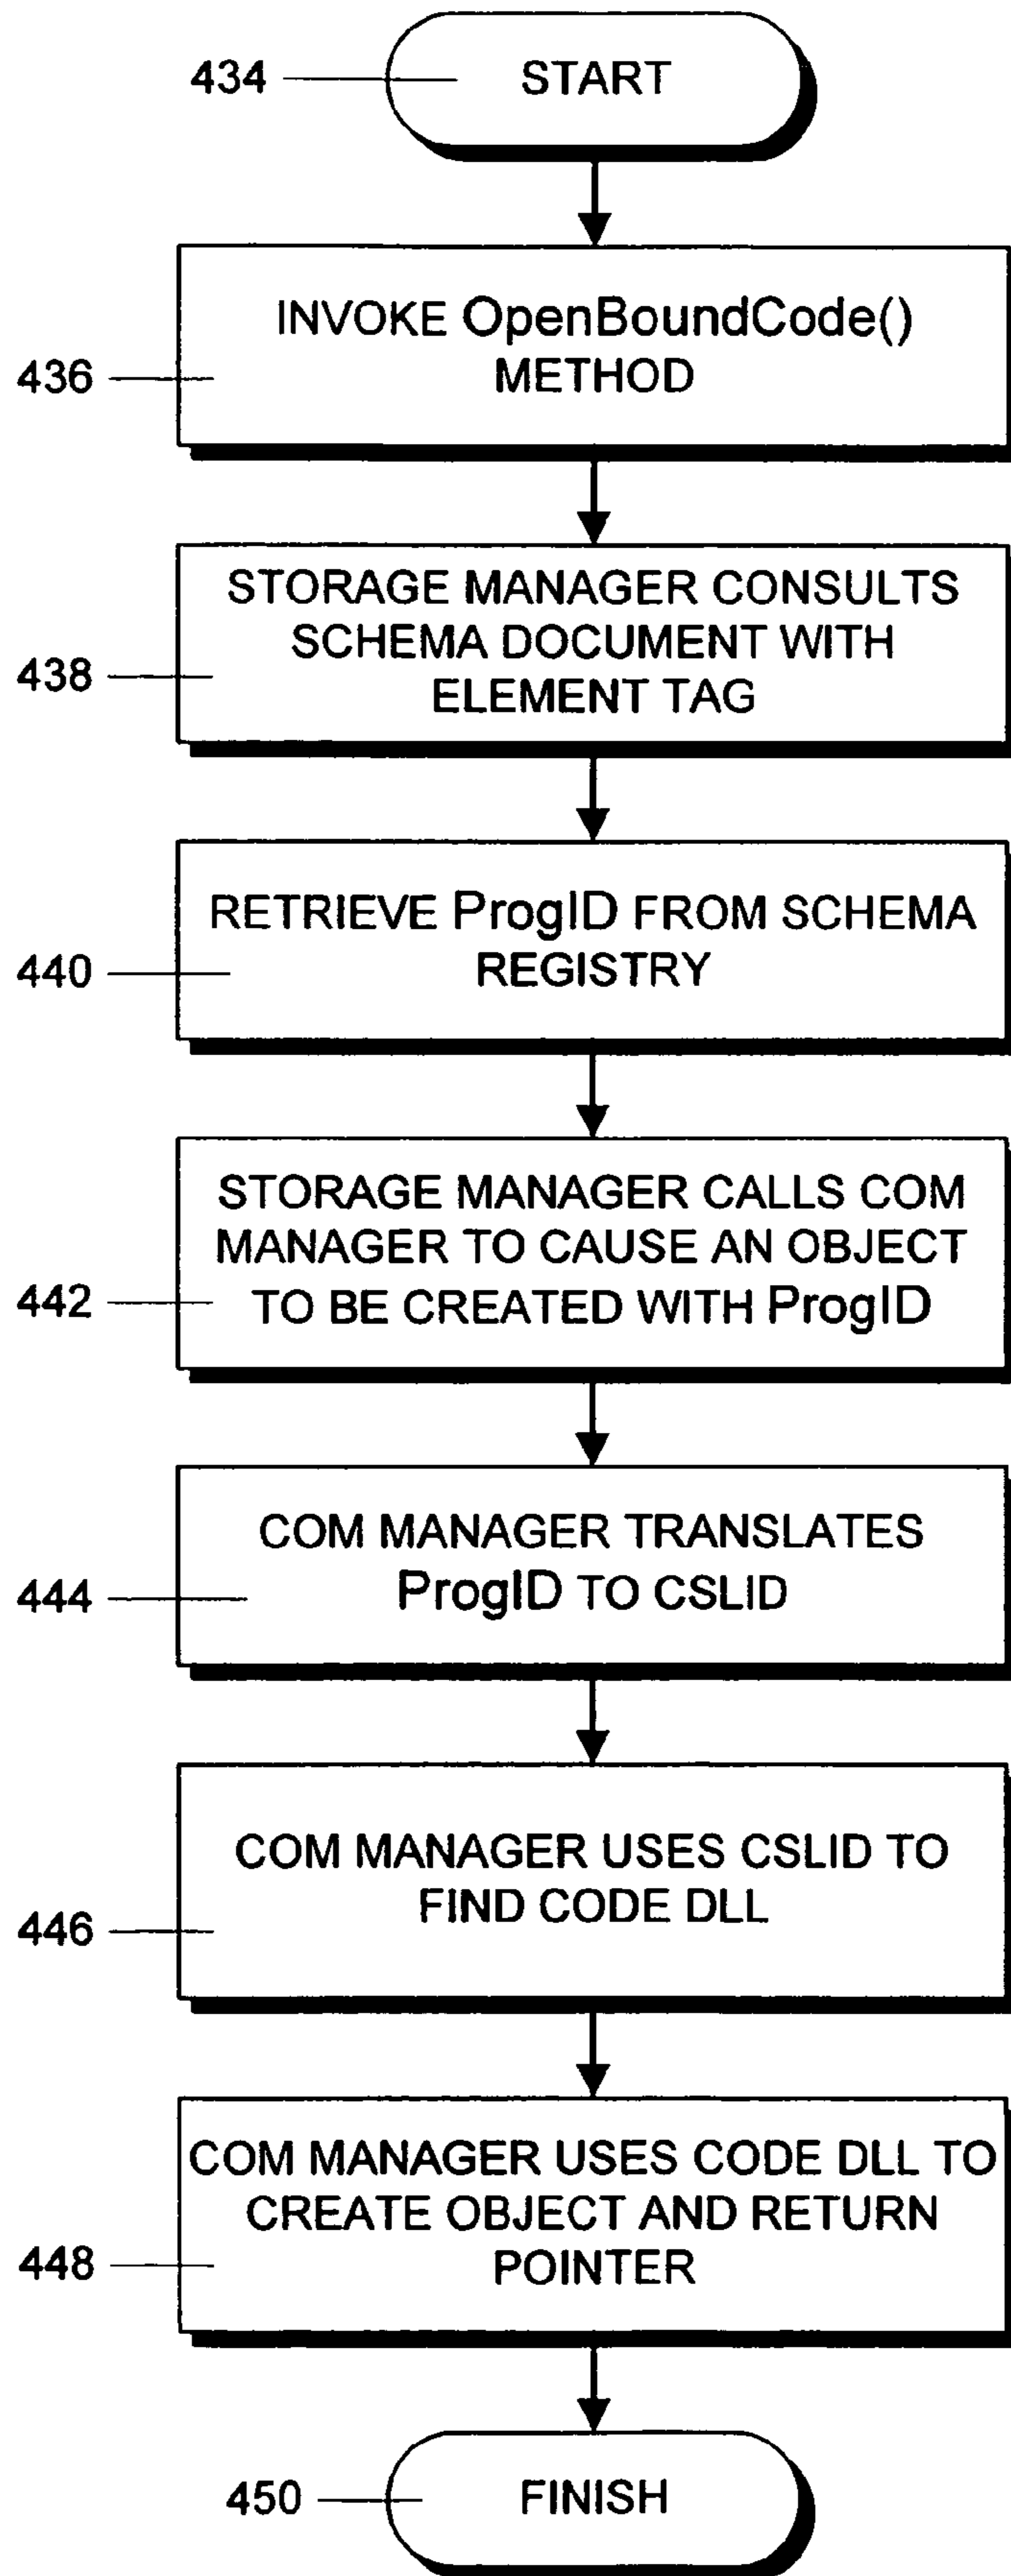 434
START
INVOKE OpenBoundCode()
METHOD
436
STORAGE MANAGER CONSULTS
SCHEMA DOCUMENT WITH
ELEMENT TAG
438
RETRIEVE ProgID FROM SCHEMA
REGISTRY
440
STORAGE MANAGER CALLS COM
MANAGER TO CAUSE AN OBJECT
TO BE CREATED WITH ProgID
442
COM MANAGER TRANSLATES
ProgID TO CSLID
444
COM MANAGER USES CSLID TO
FIND CODE DLL
446
COM MANAGER USES CODE DLL TO
CREATE OBJECT AND RETURN
POINTER
448
450
FINISH